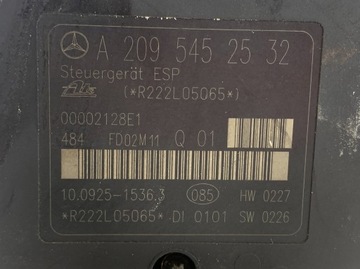 A 209 545 25 32
Steuergerät ESP
Ate (*R222L05065*)
00002128E1
484 FD02M11 Q 01
10.0925-1536.3 085 HW 0227
*R222L05065* DI 0101 SW 0226